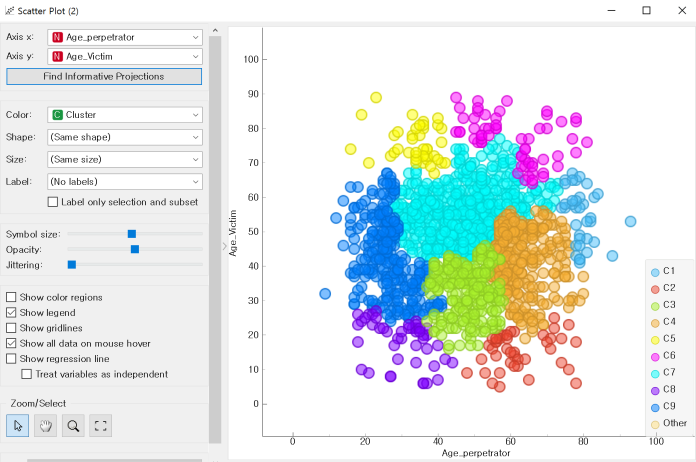 Scatter Plot (2)
Axis x: N Age_perpetrator
Axis y: N Age_Victim
Find Informative Projections
Color: C Cluster
Shape: (Same shape)
Size: (Same size)
Label: (No labels)
Label only selection and subset
Symbol size:
Opacity:
Jittering:
Show color regions
Show legend
Show gridlines
Show all data on mouse hover
Show regression line
Treat variables as independent
Zoom/Select
Age_Victim
100
90
80
70
60
50
40
30
20
10
0
0 20 40 60 80 100
Age_perpetrator
C1
C2
C3
C4
C5
C6
C7
C8
C9
Other